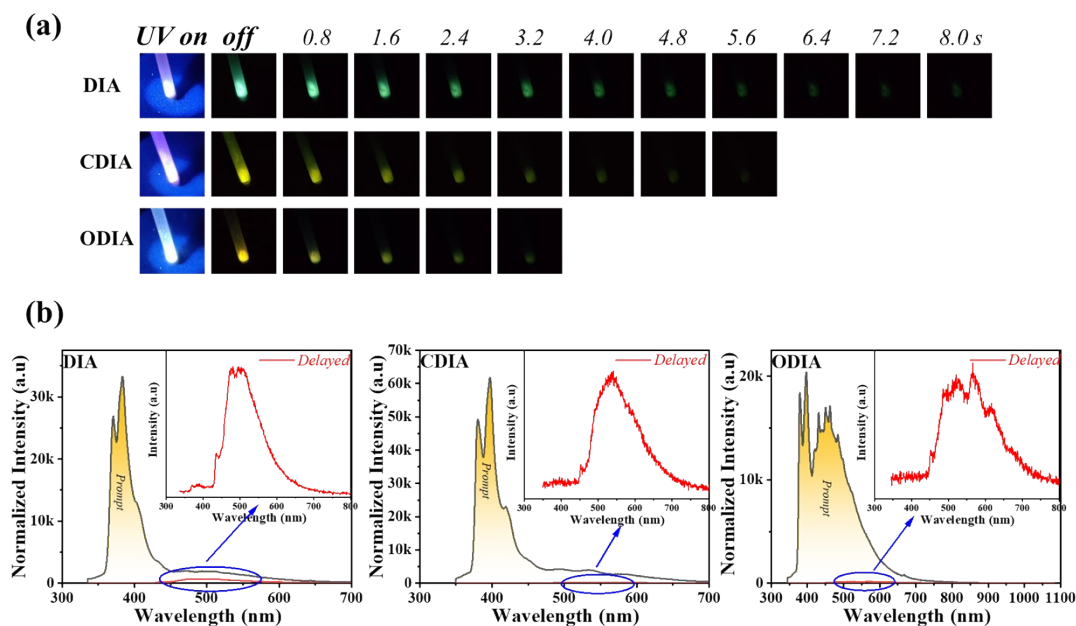 (a)
UV on off 0.8 1.6 2.4 3.2 4.0 4.8 5.6 6.4 7.2 8.0 s
DIA
CDIA
ODIA
(b)
DIA
Delayed
Intensity (a.u)
300 400 500 600 700 800
Wavelength (nm)
Prompt
Normalized Intensity (a.u)
30k
20k
10k
0
300 400 500 600 700
Wavelength (nm)
CDIA
Delayed
Intensity (a.u)
300 400 500 600 700 800
Wavelength (nm)
Prompt
Normalized Intensity (a.u)
70k
60k
50k
40k
30k
20k
10k
0
300 400 500 600 700
Wavelength (nm)
ODIA
Delayed
Intensity (a.u)
300 400 500 600 700 800
Wavelength (nm)
Prompt
Normalized Intensity (a.u)
20k
10k
0
300 400 500 600 700 800 900 1000 1100
Wavelength (nm)